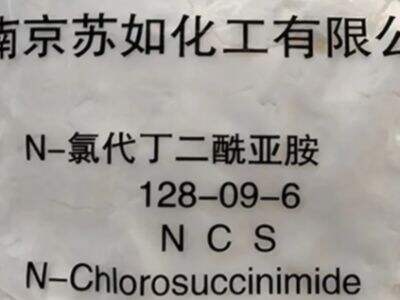 南京苏如化工有限公
N-氯代丁二酰亚胺
128-09-6
N C S
N-Chlorosuccinimide